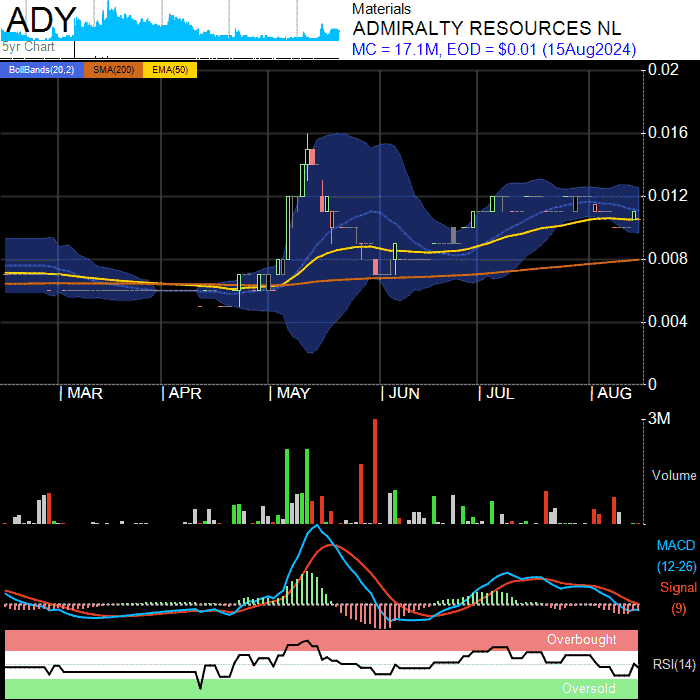 ADY
5yr Chart
Materials
ADMIRALTY RESOURCES NL
MC = 17.1M, EOD = $0.01 (15Aug2024)
BollBands(20,2) SMA(200) EMA(50)
0.02
0.016
0.012
0.008
0.004
0
MAR APR MAY JUN JUL AUG
3M
Volume
MACD
(12-26)
Signal
(9)
Overbought
RSI(14)
Oversold